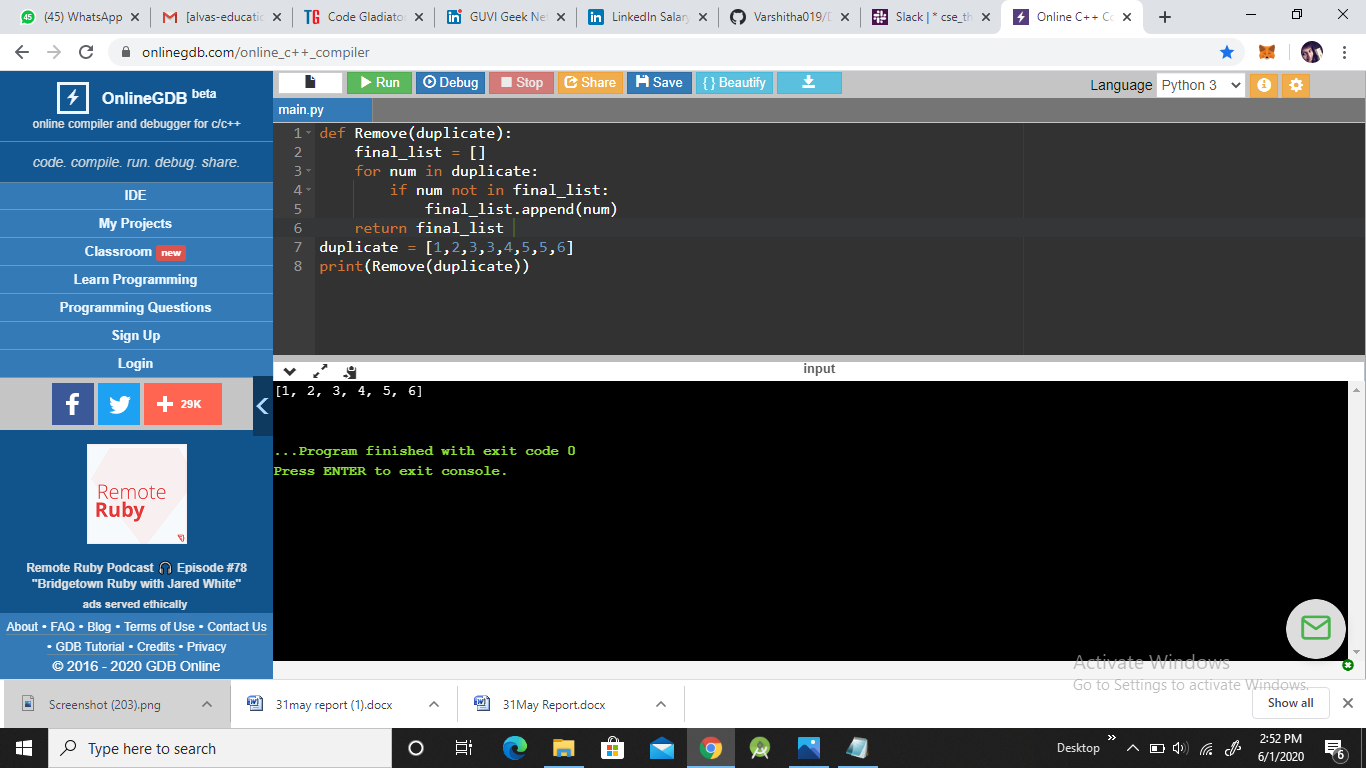 (45) WhatsApp
[alvas-educatio
Code Gladiator
GUVI Geek Net
LinkedIn Salary
Varshitha019/D
Slack | * cse_th
Online C++ Co
onlinegdb.com/online_c++_compiler
OnlineGDB beta
online compiler and debugger for c/c++
code. compile. run. debug. share.
IDE
My Projects
Classroom new
Learn Programming
Programming Questions
Sign Up
Login
29K
Remote
Ruby
Remote Ruby Podcast 🎧 Episode #78
"Bridgetown Ruby with Jared White"
ads served ethically
About • FAQ • Blog • Terms of Use • Contact Us
• GDB Tutorial • Credits • Privacy
© 2016 - 2020 GDB Online
Run Debug Stop Share Save { } Beautify
Language Python 3
main.py
1 def Remove(duplicate):
2     final_list = []
3     for num in duplicate:
4         if num not in final_list:
5             final_list.append(num)
6     return final_list
7 duplicate = [1,2,3,3,4,5,5,6]
8 print(Remove(duplicate))
input
[1, 2, 3, 4, 5, 6]
...Program finished with exit code 0
Press ENTER to exit console.
Activate Windows
Go to Settings to activate Windows.
Screenshot (203).png
31may report (1).docx
31May Report.docx
Show all
Type here to search
Desktop
2:52 PM
6/1/2020
6